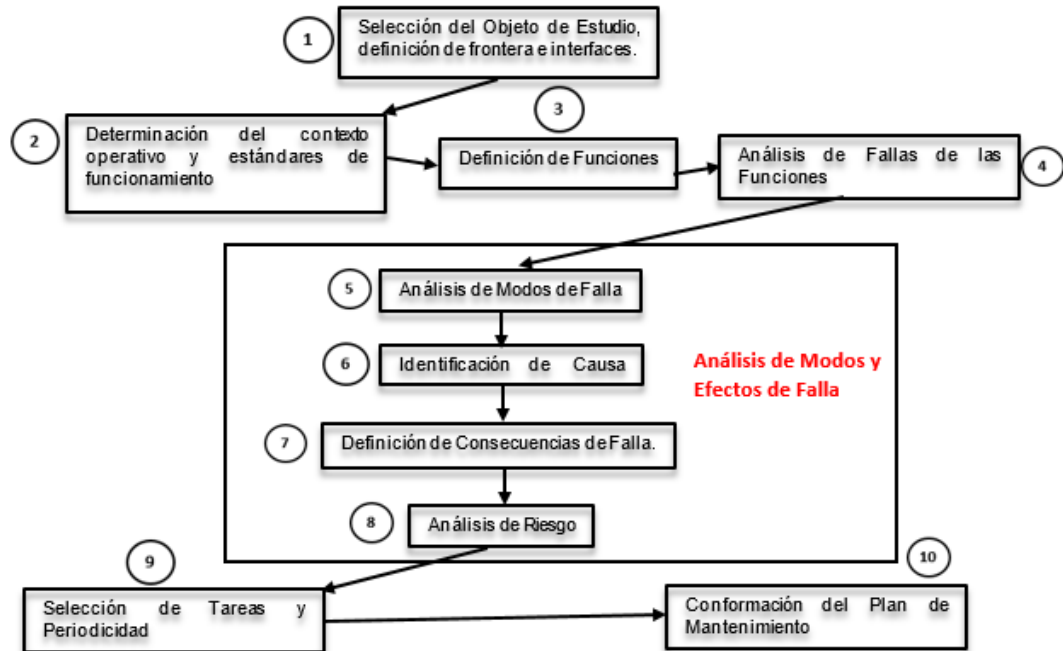 1
Selección del Objeto de Estudio,
definición de frontera e interfaces.
2
Determinación del contexto
operativo y estándares de
funcionamiento
3
Definición de Funciones
4
Análisis de Fallas de las
Funciones
5
Análisis de Modos de Falla
6
Identificación de Causa
7
Definición de Consecuencias de Falla.
8
Análisis de Riesgo
Análisis de Modos y
Efectos de Falla
9
Selección de Tareas y
Periodicidad
10
Conformación del Plan de
Mantenimiento